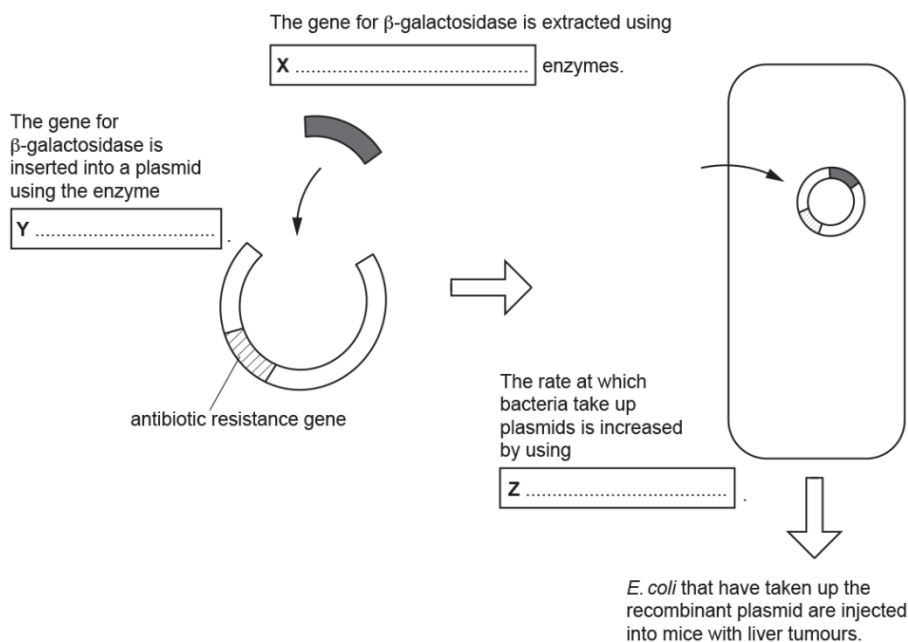 The gene for β-galactosidase is extracted using
X ........................................ enzymes.
The gene for
β-galactosidase is
inserted into a plasmid
using the enzyme
Y ............................... .
antibiotic resistance gene
The rate at which
bacteria take up
plasmids is increased
by using
Z ................................... .
E. coli that have taken up the
recombinant plasmid are injected
into mice with liver tumours.